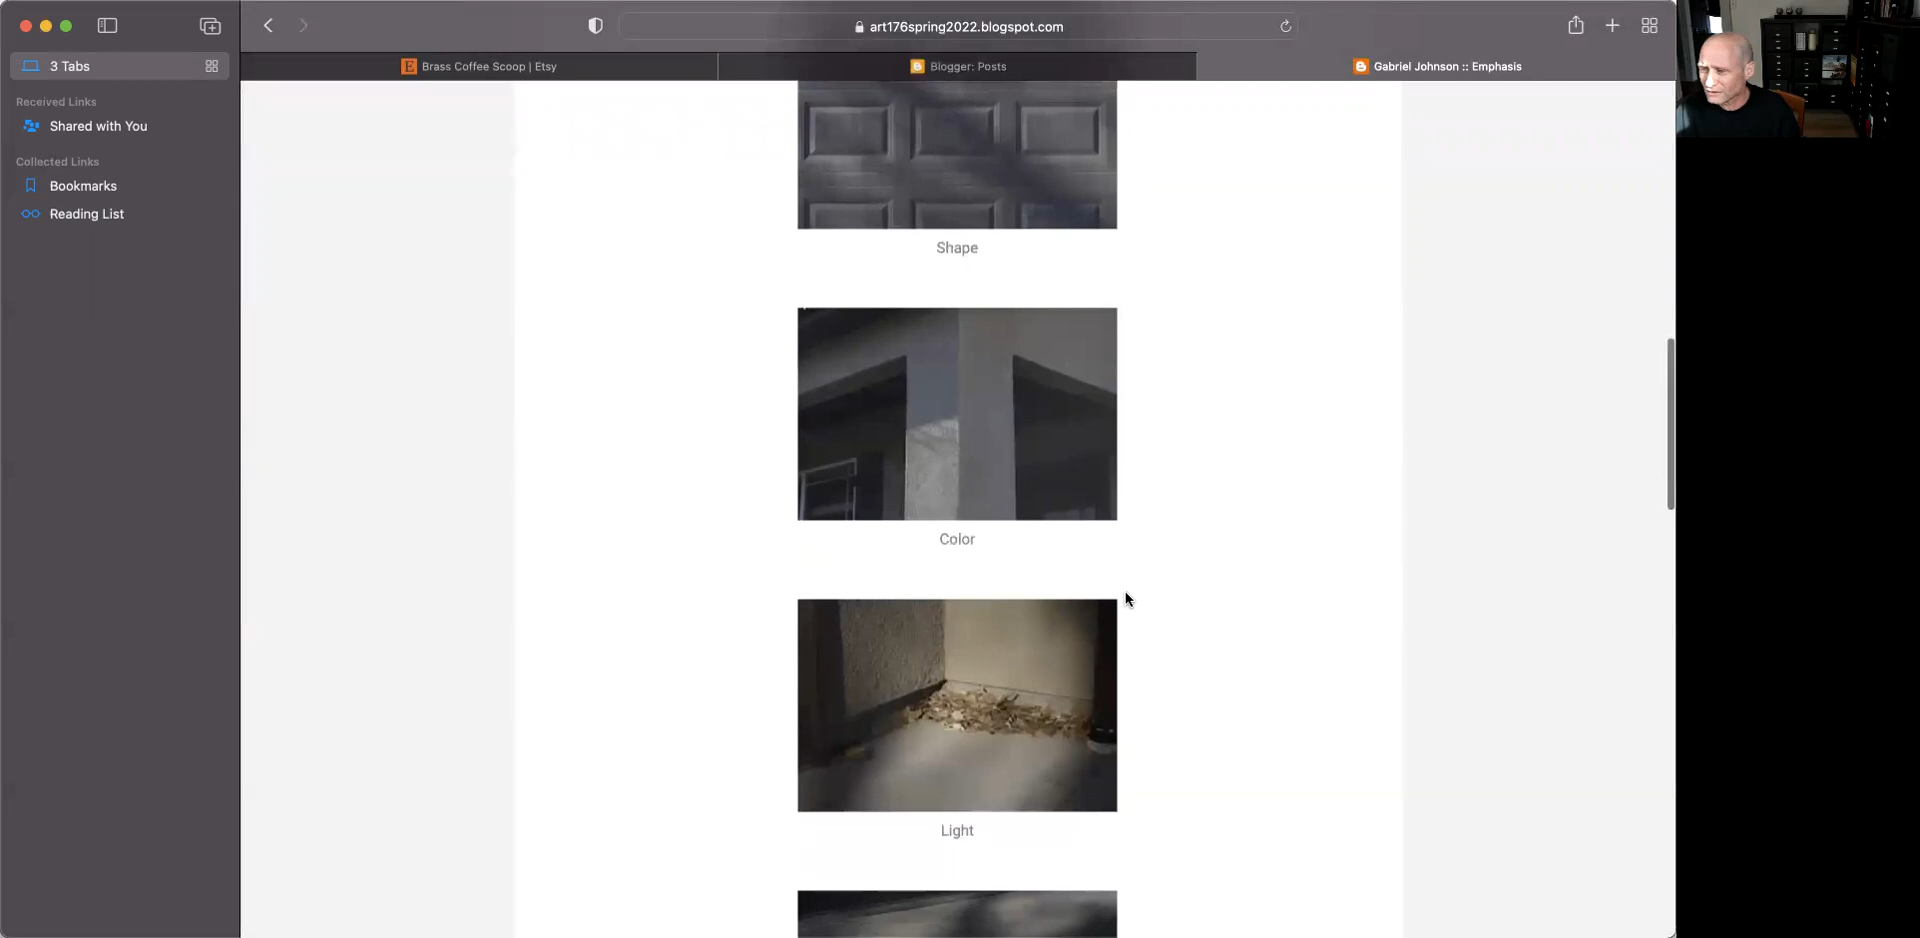 art176spring2022.blogspot.com
3 Tabs
Brass Coffee Scoop | Etsy
Blogger: Posts
Gabriel Johnson :: Emphasis
Received Links
Shared with You
Collected Links
Bookmarks
Reading List
Shape
Color
Light